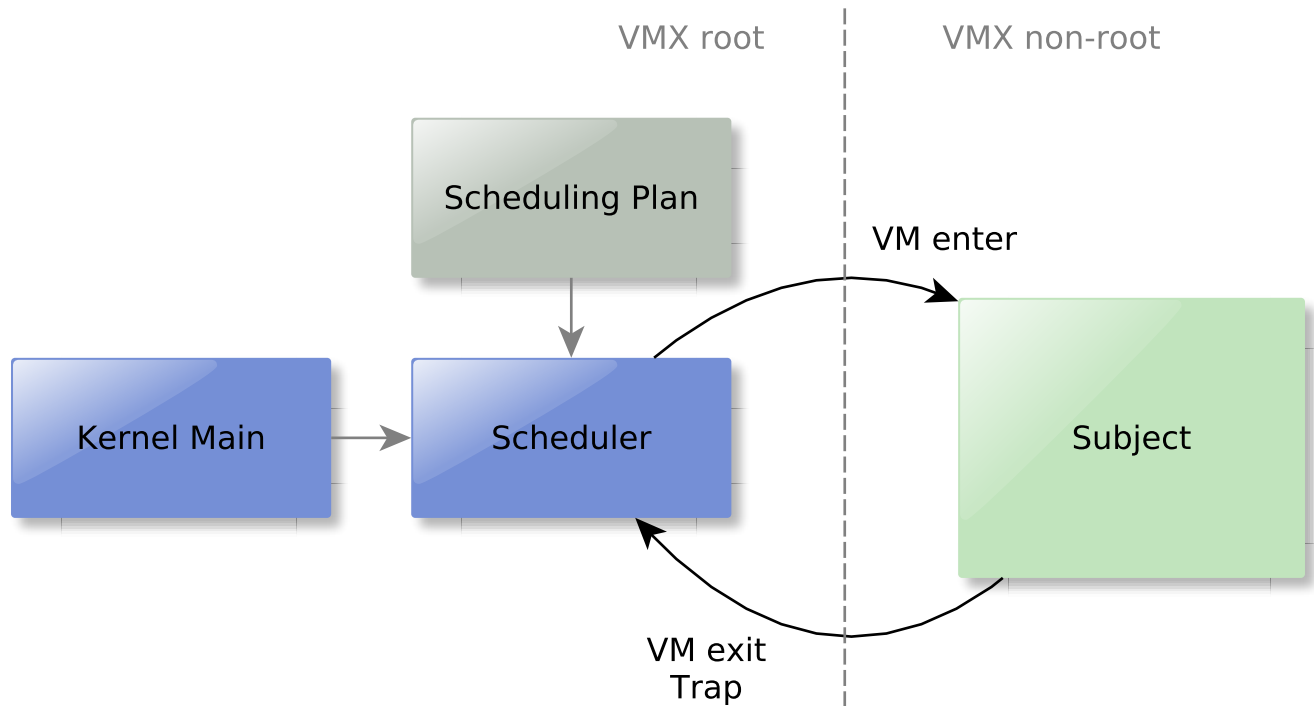 VMX root
VMX non-root
Scheduling Plan
VM enter
Kernel Main
Scheduler
Subject
VM exit
Trap